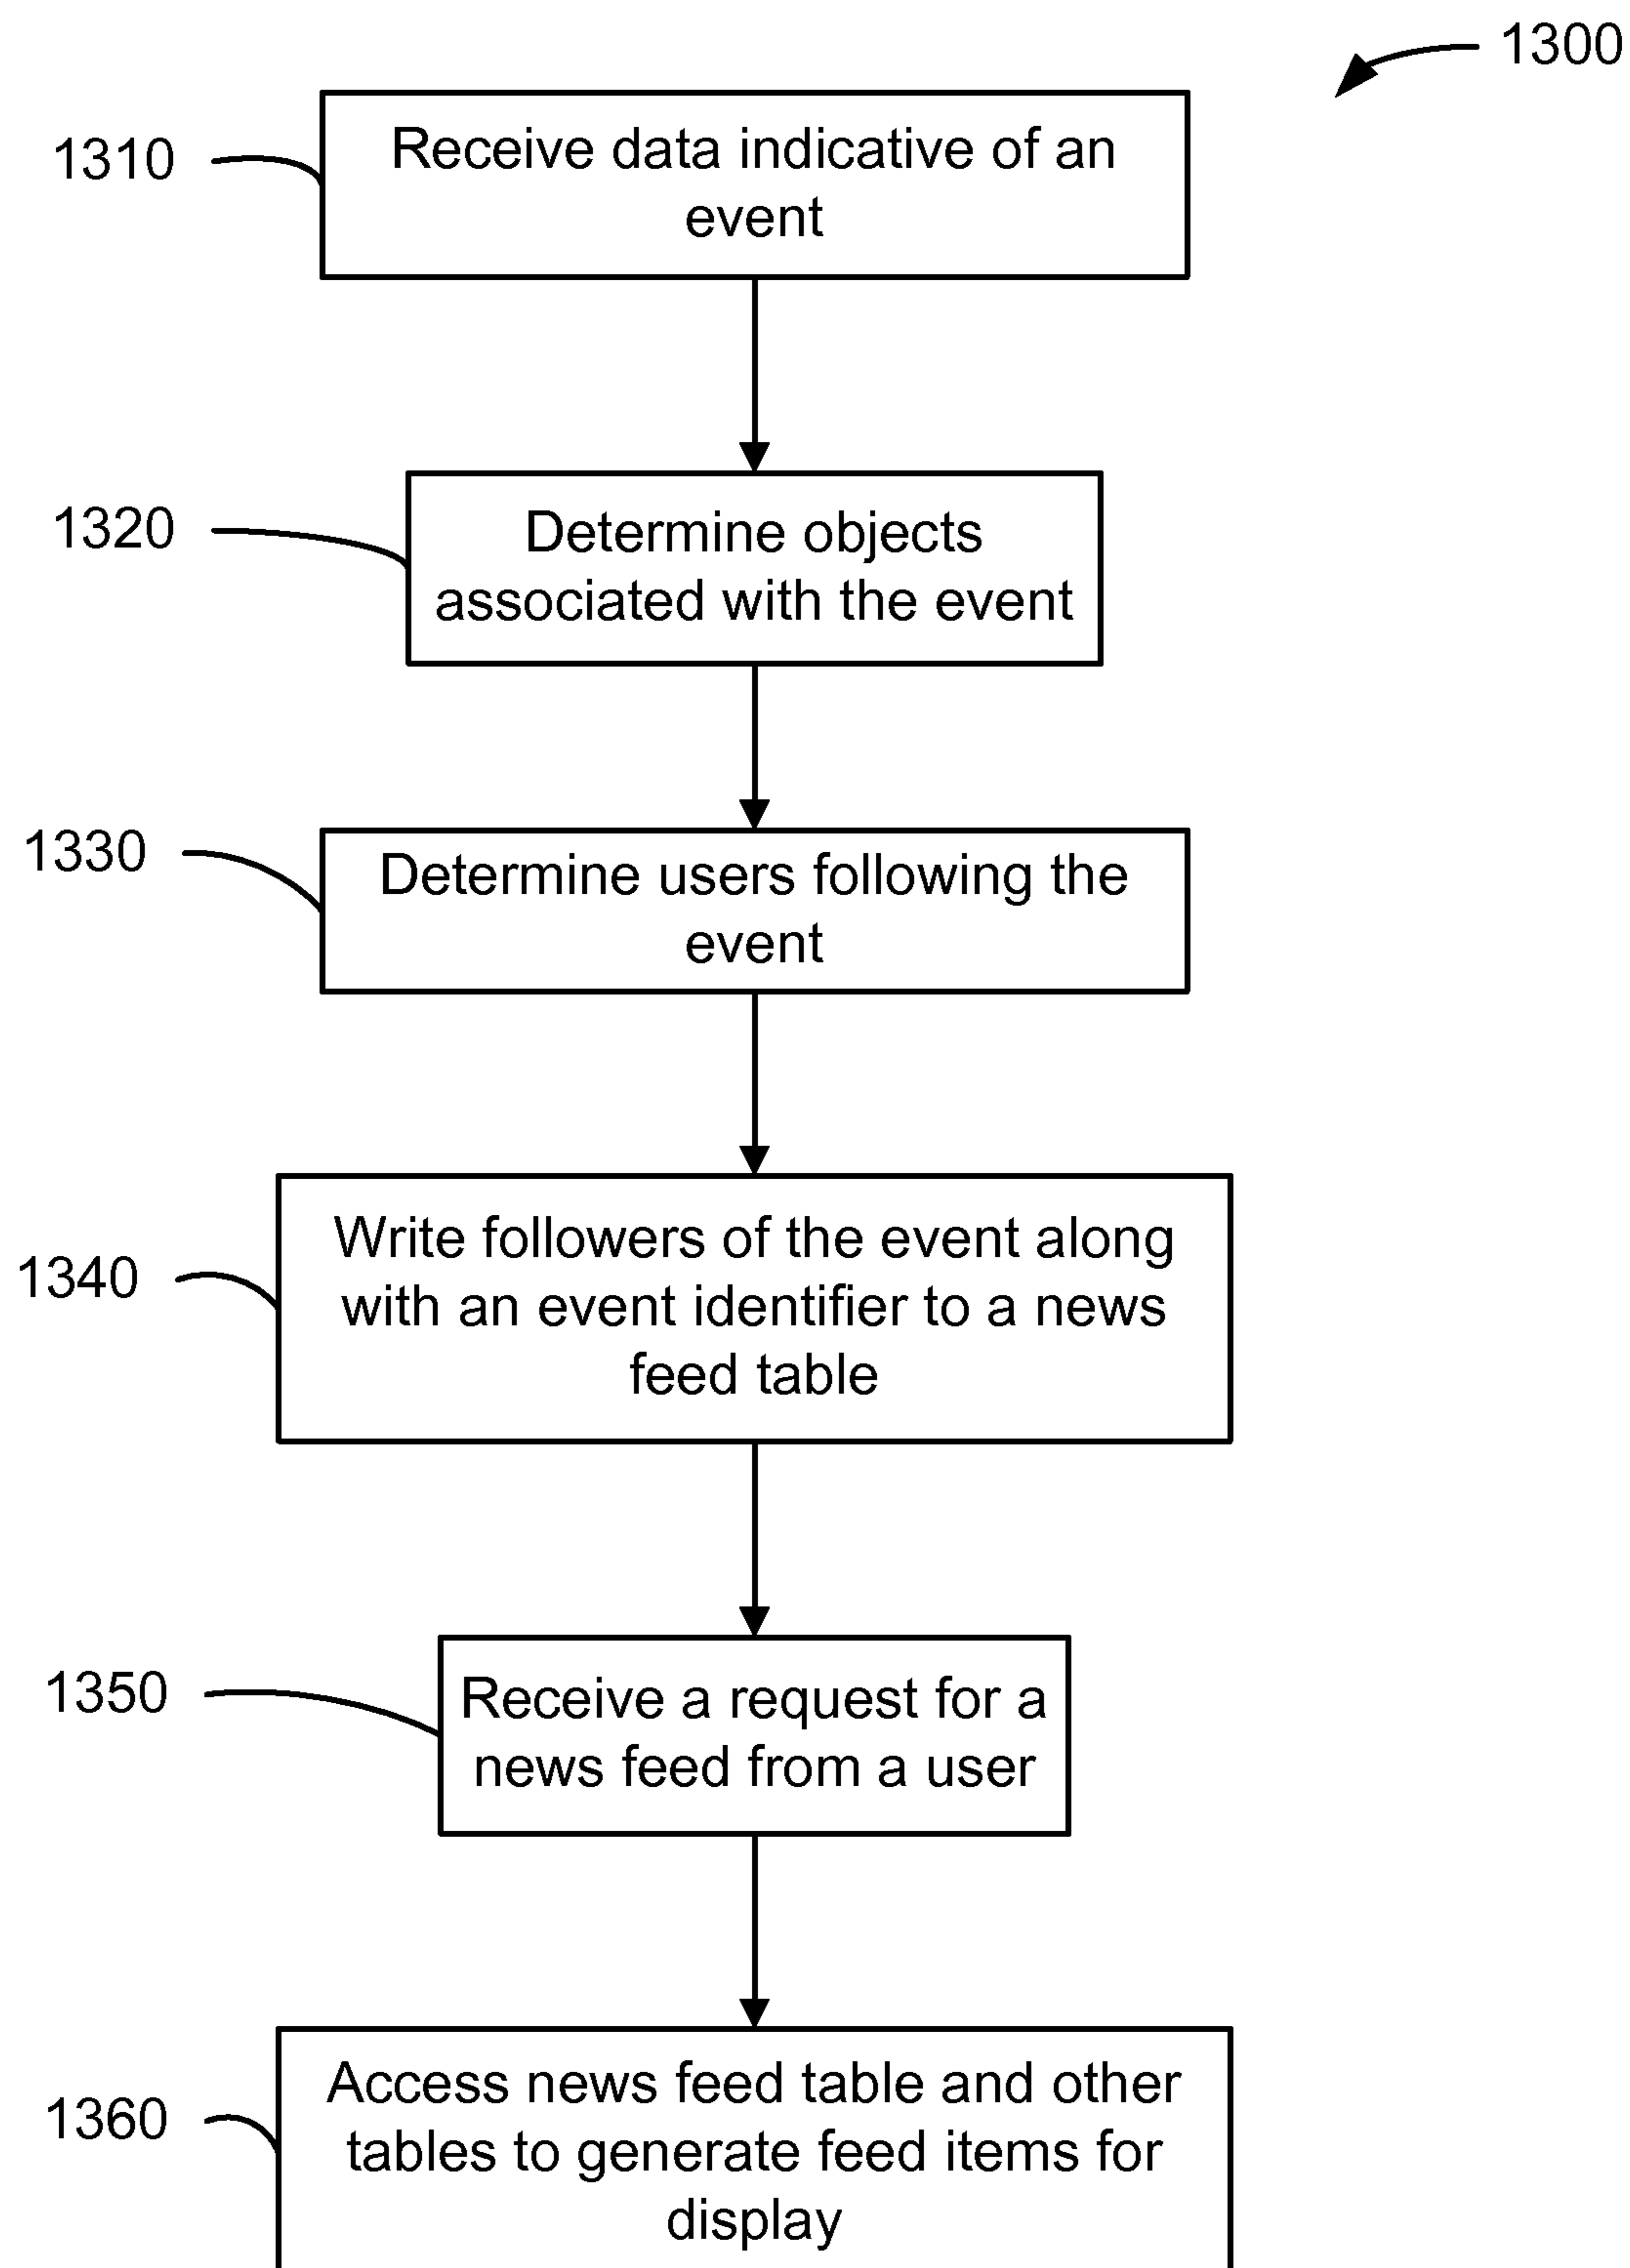 1300
1310
Receive data indicative of an
event
1320
Determine objects
associated with the event
1330
Determine users following the
event
1340
Write followers of the event along
with an event identifier to a news
feed table
1350
Receive a request for a
news feed from a user
1360
Access news feed table and other
tables to generate feed items for
display